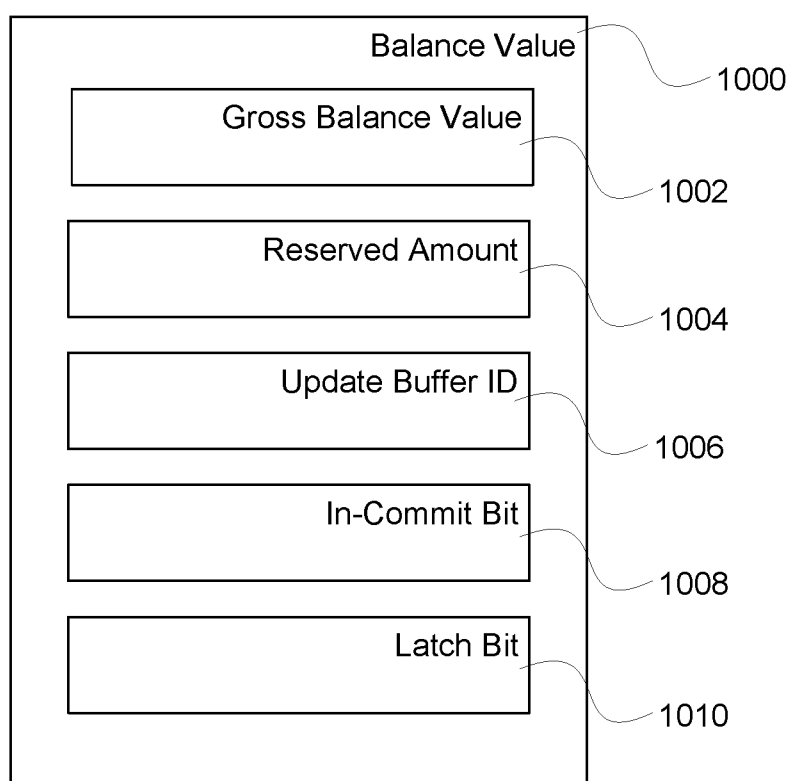 Balance Value
1000
Gross Balance Value
1002
Reserved Amount
1004
Update Buffer ID
1006
In-Commit Bit
1008
Latch Bit
1010